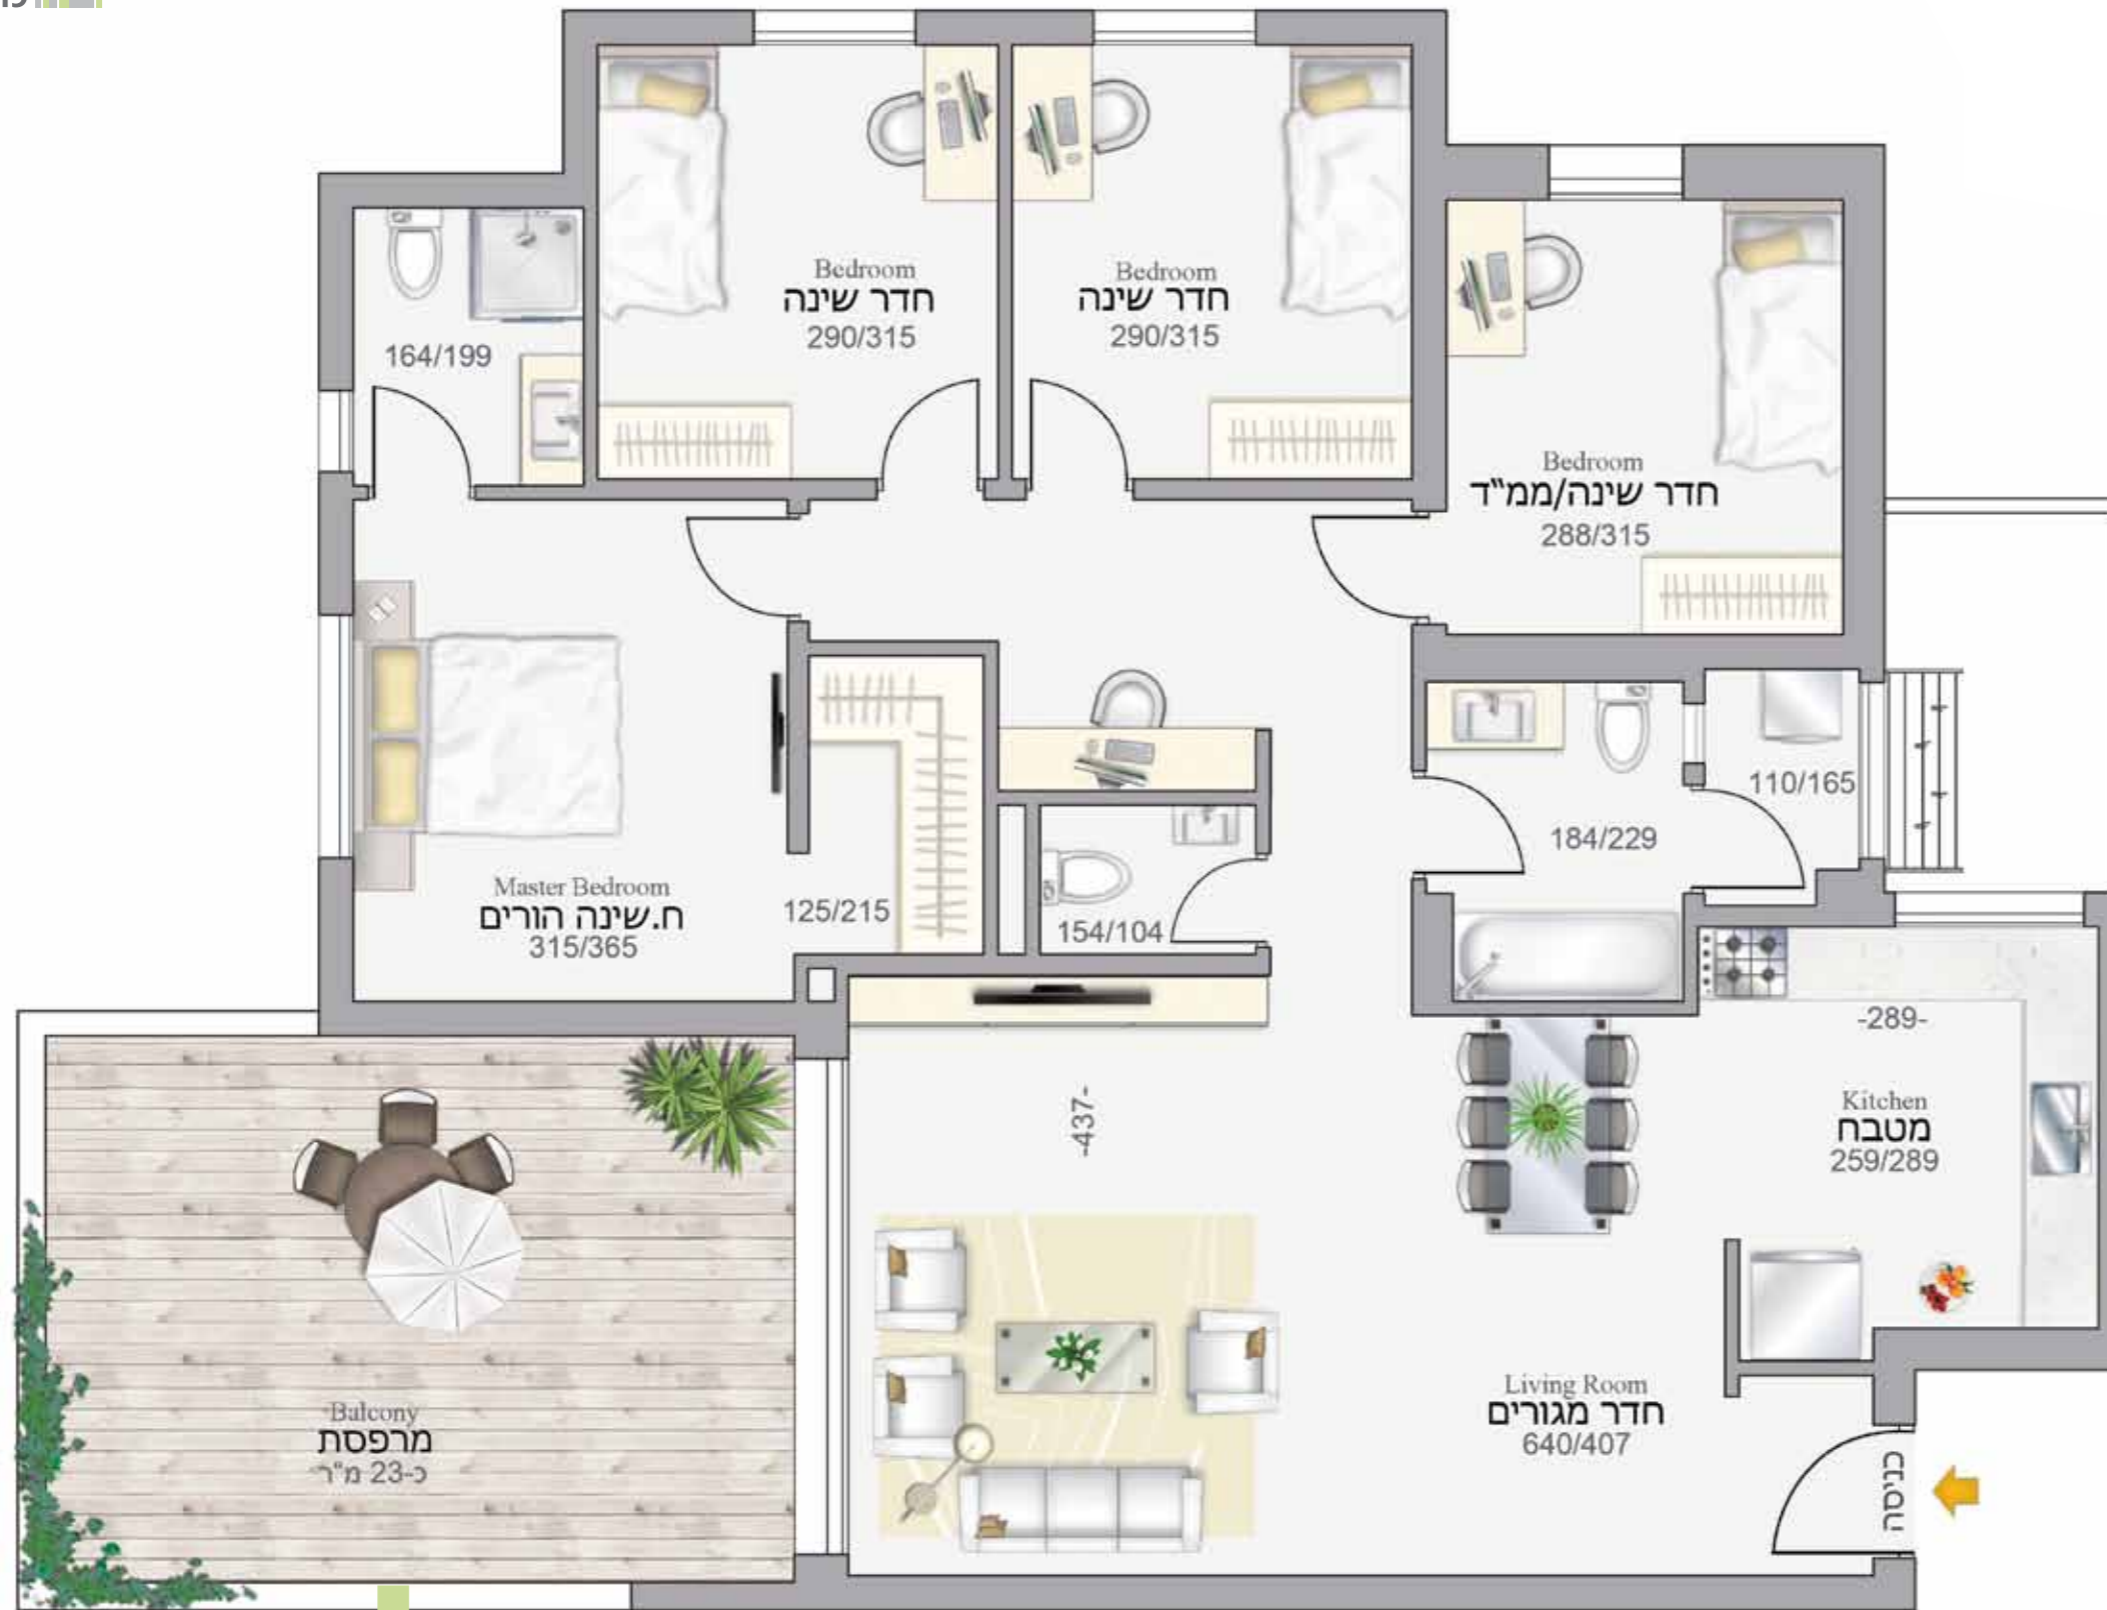 Bedroom
חדר שינה
290/315
Bedroom
חדר שינה
290/315
164/199
Bedroom
חדר שינה/ממ"ד
288/315
110/165
184/229
Master Bedroom
ח.שינה הורים
315/365
125/215
154/104
-289-
-437-
Kitchen
מטבח
259/289
Living Room
חדר מגורים
640/407
Balcony
מרפסת
כ-23 מ"ר
כניסה